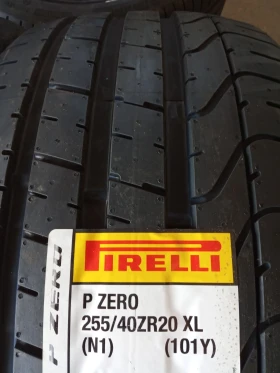 PIRELLI
P ZERO
255/40ZR20 XL
(N1) (101Y)
P ZERO